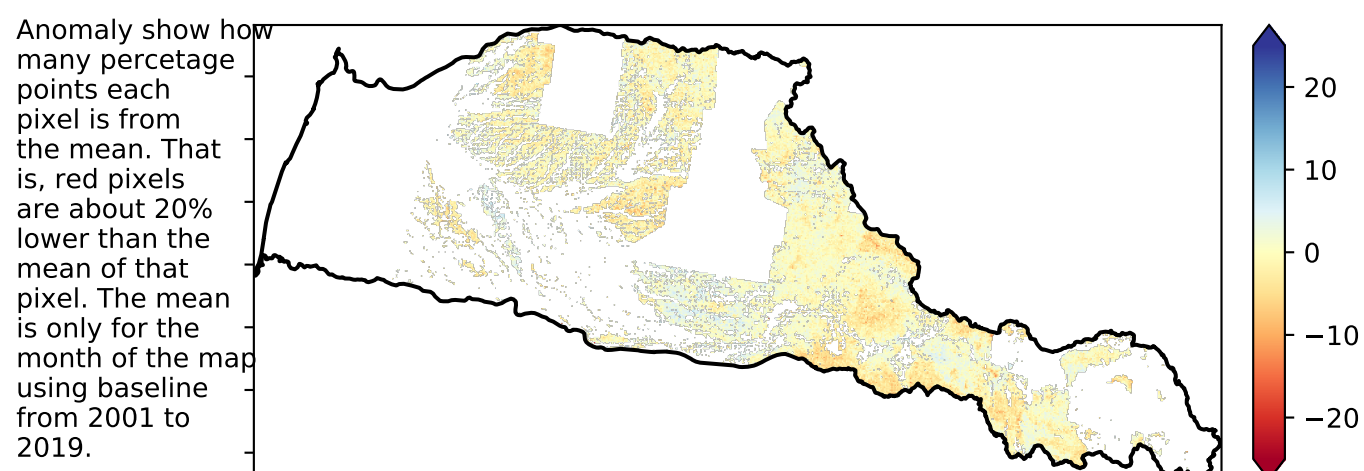 Anomaly show how
many percetage
points each
pixel is from
the mean. That
is, red pixels
are about 20%
lower than the
mean of that
pixel. The mean
is only for the
month of the map
using baseline
from 2001 to
2019.
20
10
0
−10
−20